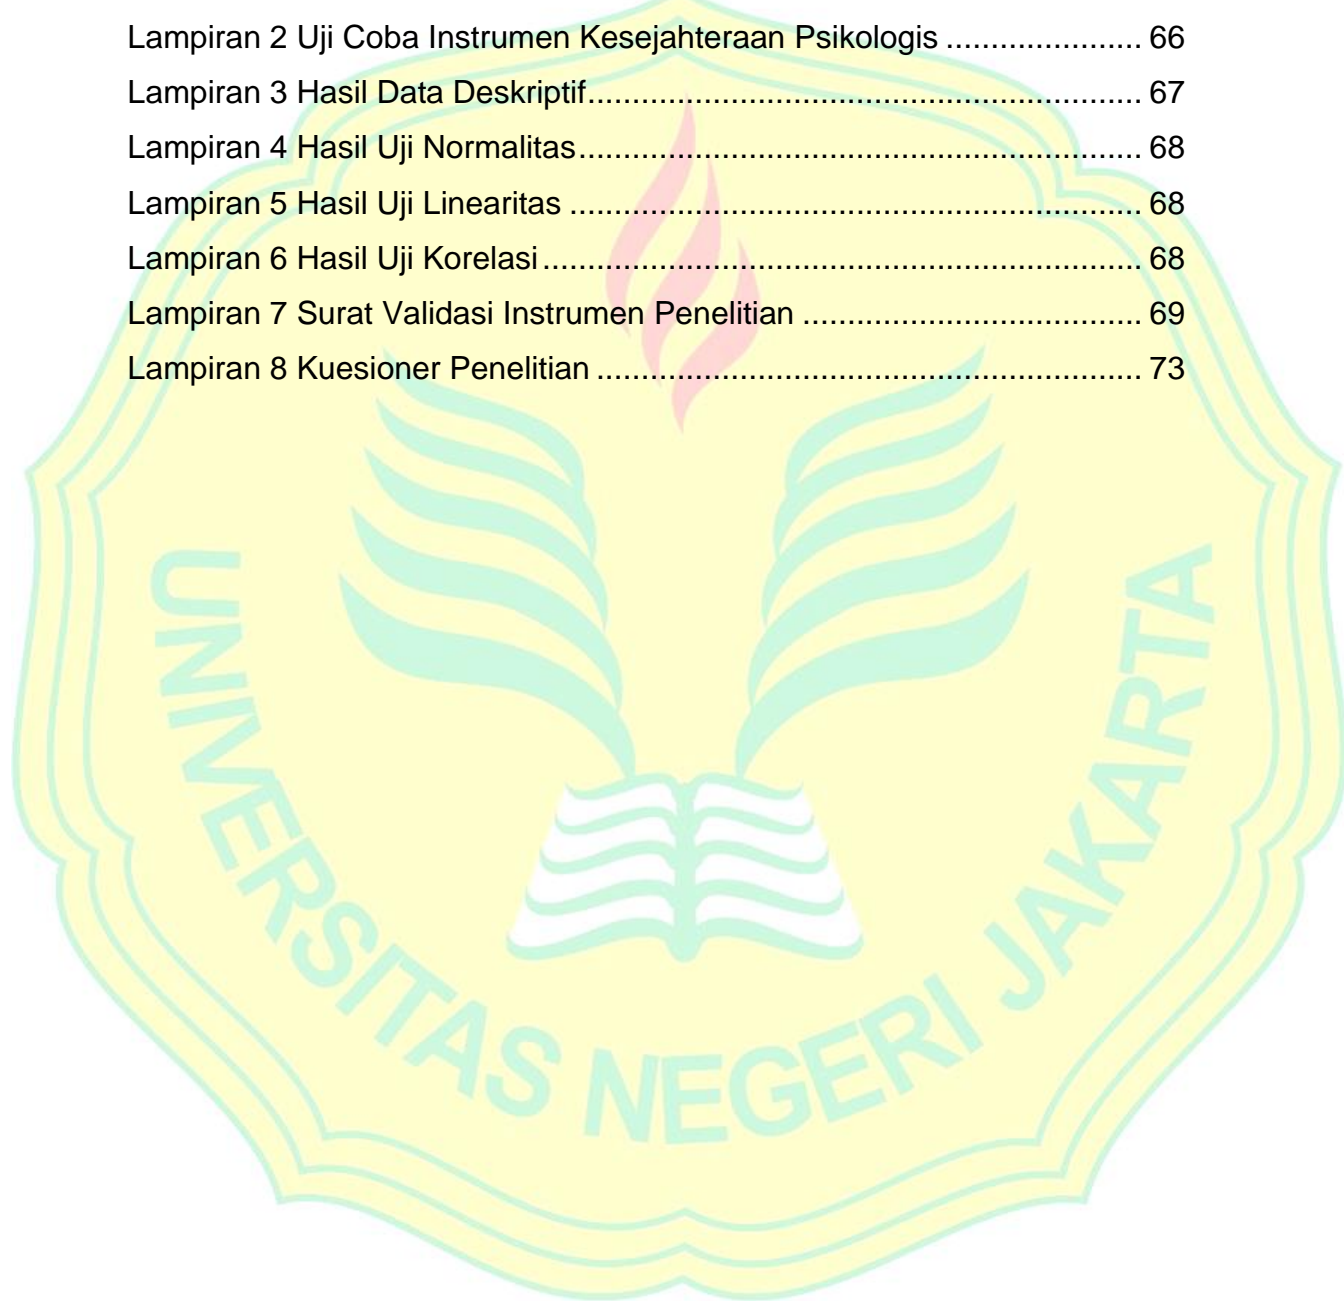 Lampiran 2 Uji Coba Instrumen Kesejahteraan Psikologis ...................... 66
Lampiran 3 Hasil Data Deskriptif.............................................................. 67
Lampiran 4 Hasil Uji Normalitas............................................................... 68
Lampiran 5 Hasil Uji Linearitas ................................................................ 68
Lampiran 6 Hasil Uji Korelasi................................................................... 68
Lampiran 7 Surat Validasi Instrumen Penelitian ...................................... 69
Lampiran 8 Kuesioner Penelitian ............................................................. 73
UNIVERSITAS NEGERI JAKARTA